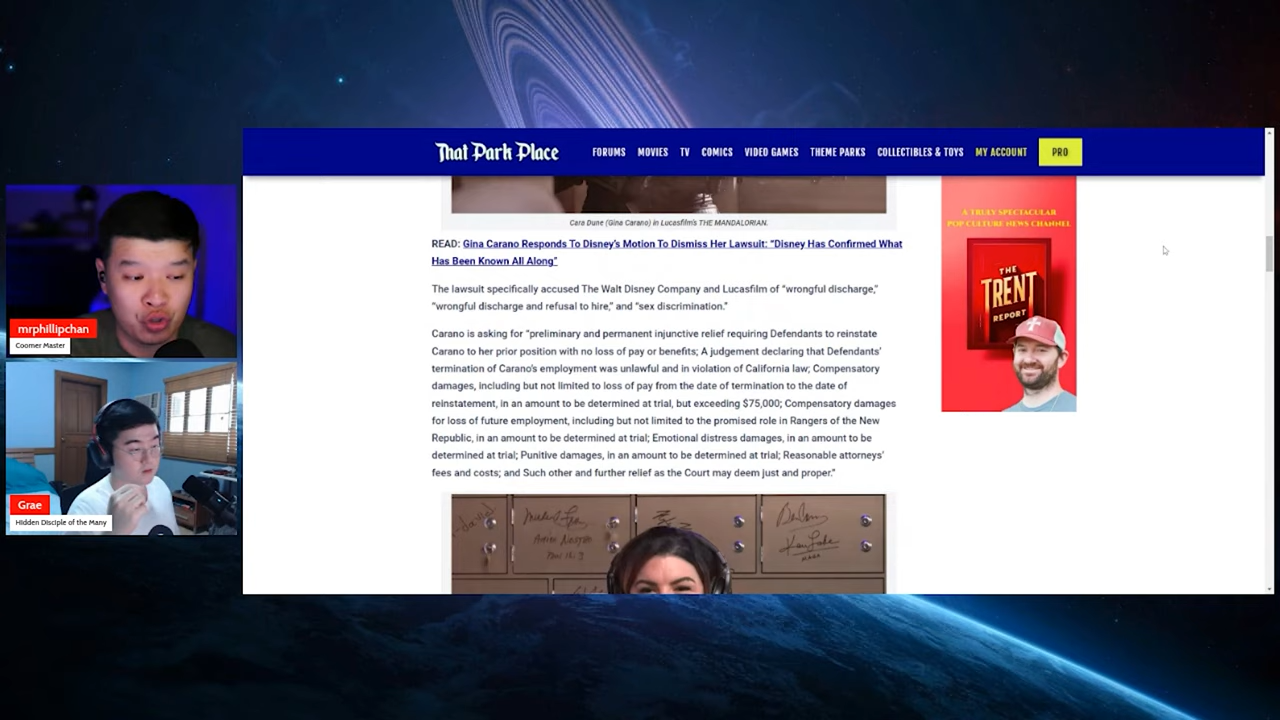 That Park Place
FORUMS MOVIES TV COMICS VIDEO GAMES THEME PARKS COLLECTIBLES & TOYS MY ACCOUNT PRO
Cara Dune (Gina Carano) in Lucasfilm's THE MANDALORIAN.
READ: Gina Carano Responds To Disney's Motion To Dismiss Her Lawsuit: "Disney Has Confirmed What
Has Been Known All Along"
The lawsuit specifically accused The Walt Disney Company and Lucasfilm of "wrongful discharge,"
"wrongful discharge and refusal to hire," and "sex discrimination."
Carano is asking for "preliminary and permanent injunctive relief requiring Defendants to reinstate
Carano to her prior position with no loss of pay or benefits; A judgement declaring that Defendants'
termination of Carano's employment was unlawful and in violation of California law; Compensatory
damages, including but not limited to loss of pay from the date of termination to the date of
reinstatement, in an amount to be determined at trial, but exceeding $75,000; Compensatory damages
for loss of future employment, including but not limited to the promised role in Rangers of the New
Republic, in an amount to be determined at trial; Emotional distress damages, in an amount to be
determined at trial; Punitive damages, in an amount to be determined at trial; Reasonable attorneys'
fees and costs; and Such other and further relief as the Court may deem just and proper."
A TRULY SPECTACULAR
POP CULTURE NEWS CHANNEL
THE
TRENT
REPORT
mrphillipchan
Coomer Master
Grae
Hidden Disciple of the Many